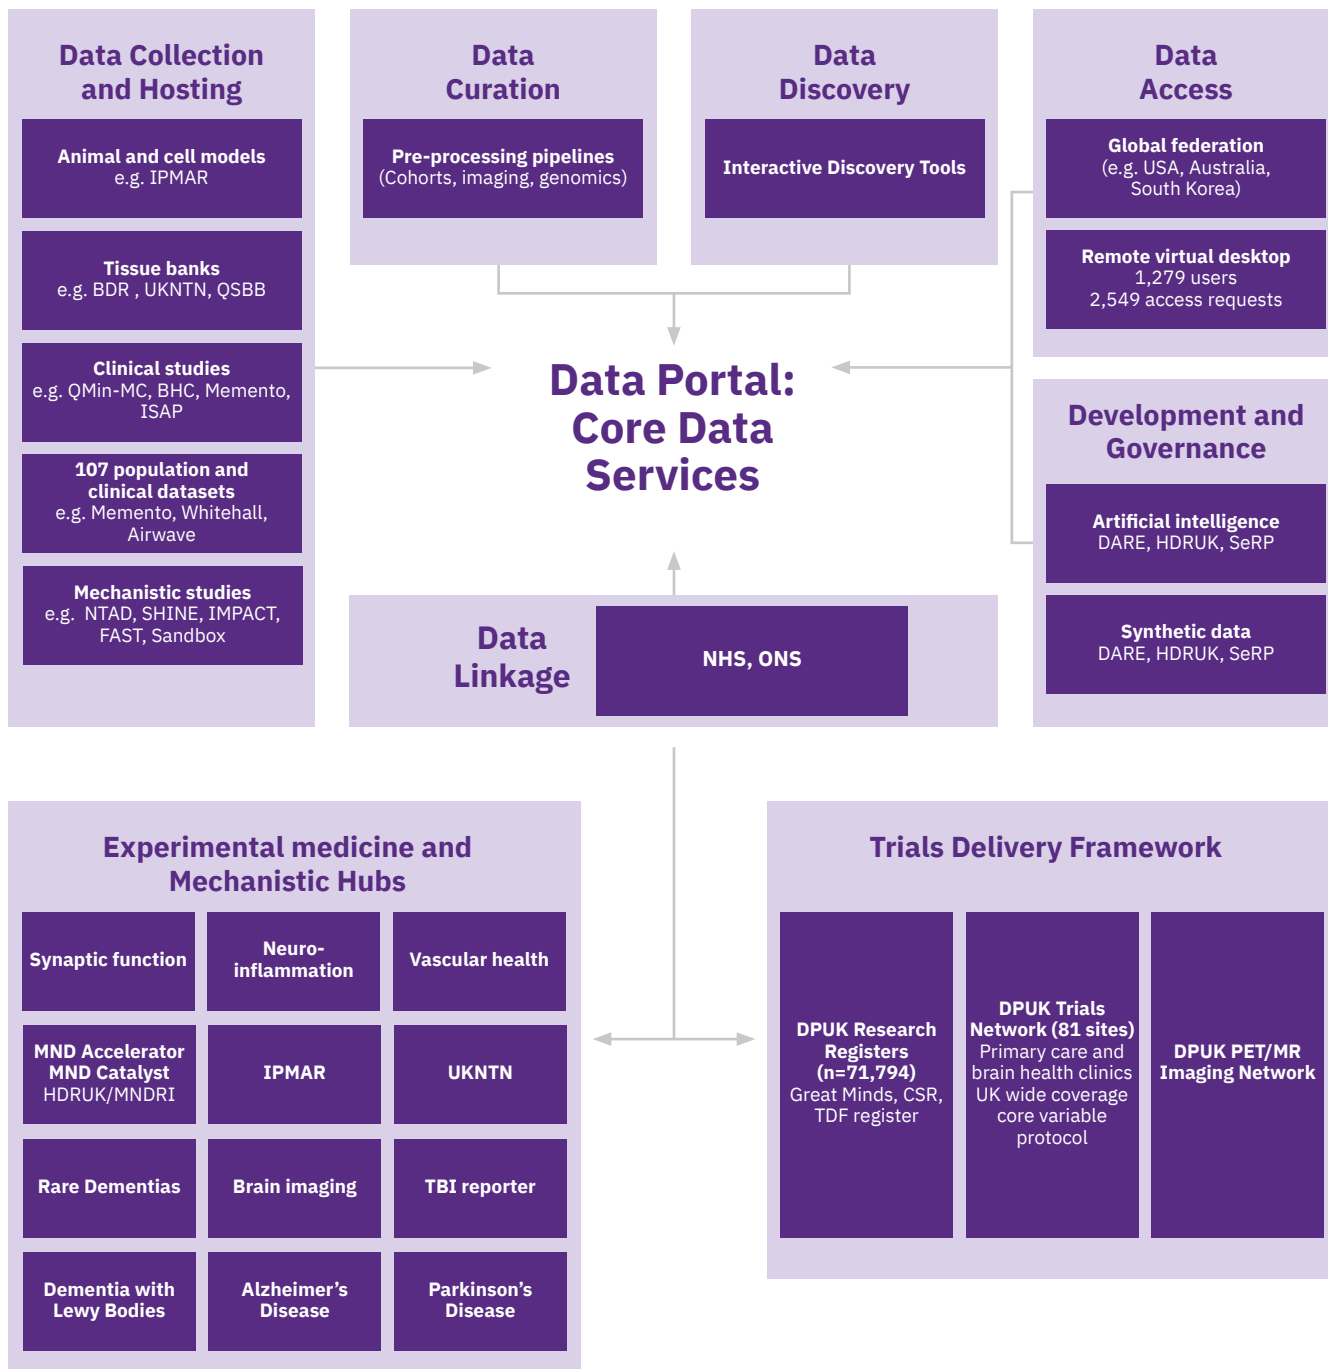 Data Collection
and Hosting
Animal and cell models
e.g. IPMAR
Tissue banks
e.g. BDR , UKNTN, QSBB
Clinical studies
e.g. QMin-MC, BHC, Memento,
ISAP
107 population and
clinical datasets
e.g. Memento, Whitehall,
Airwave
Mechanistic studies
e.g. NTAD, SHINE, IMPACT,
FAST, Sandbox
Data
Curation
Pre-processing pipelines
(Cohorts, imaging, genomics)
Data
Discovery
Interactive Discovery Tools
Data
Access
Global federation
(e.g. USA, Australia,
South Korea)
Remote virtual desktop
1,279 users
2,549 access requests
Data Portal:
Core Data
Services
Development and
Governance
Artificial intelligence
DARE, HDRUK, SeRP
Synthetic data
DARE, HDRUK, SeRP
Data
Linkage
NHS, ONS
Experimental medicine and
Mechanistic Hubs
Synaptic function
Neuro-
inflammation
Vascular health
MND Accelerator
MND Catalyst
HDRUK/MNDRI
IPMAR
UKNTN
Rare Dementias
Brain imaging
TBI reporter
Dementia with
Lewy Bodies
Alzheimer’s
Disease
Parkinson’s
Disease
Trials Delivery Framework
DPUK Research
Registers
(n=71,794)
Great Minds, CSR,
TDF register
DPUK Trials
Network (81 sites)
Primary care and
brain health clinics
UK wide coverage
core variable
protocol
DPUK PET/MR
Imaging Network